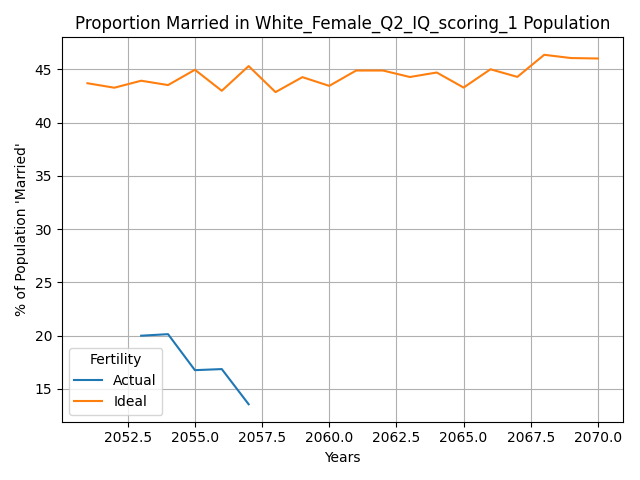 Proportion Married in White_Female_Q2_IQ_scoring_1 Population
% of Population 'Married'
45
40
35
30
25
20
15
Fertility
Actual
Ideal
2052.5 2055.0 2057.5 2060.0 2062.5 2065.0 2067.5 2070.0
Years